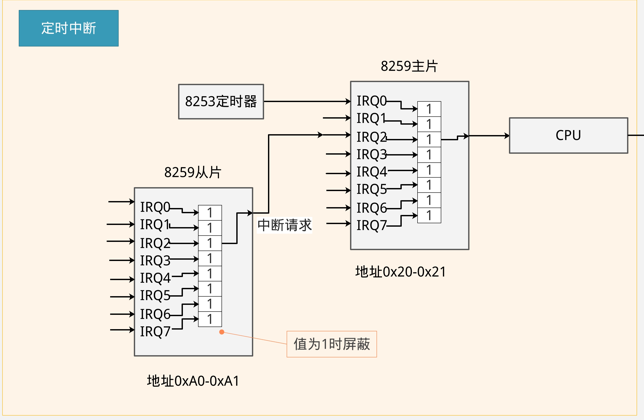 定时中断
8259主片
8253定时器
IRQ0 1
IRQ1 1
IRQ2 1
IRQ3 1
IRQ4 1
IRQ5 1
IRQ6 1
IRQ7 1
CPU
地址0x20-0x21
8259从片
IRQ0 1
IRQ1 1
IRQ2 1
IRQ3 1
IRQ4 1
IRQ5 1
IRQ6 1
IRQ7 1
中断请求
值为1时屏蔽
地址0xA0-0xA1